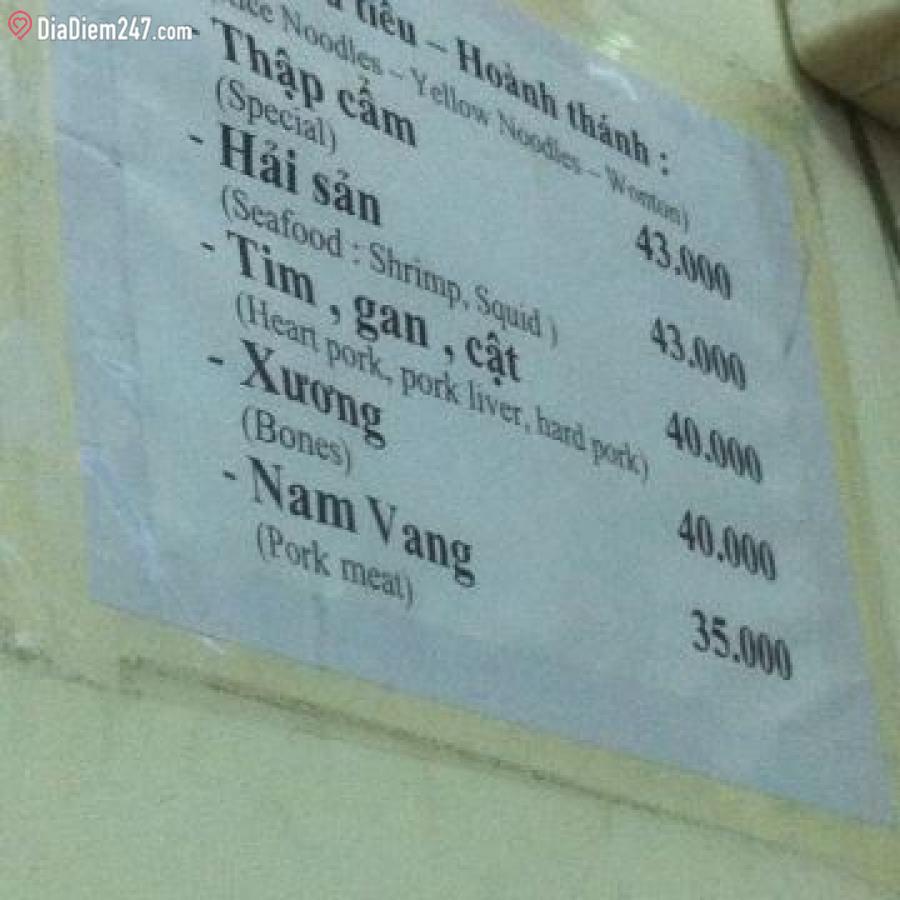 DiaDiem247.com
tiếu – Hoành thánh :
Noodles – Yellow Noodles – Wonton)
- Thập cẩm 43.000
(Special)
- Hải sản 43.000
(Seafood : Shrimp, Squid )
- Tim , gan , cật 40.000
(Heart pork, pork liver, hard pork)
- Xương 40.000
(Bones)
- Nam Vang 35.000
(Pork meat)